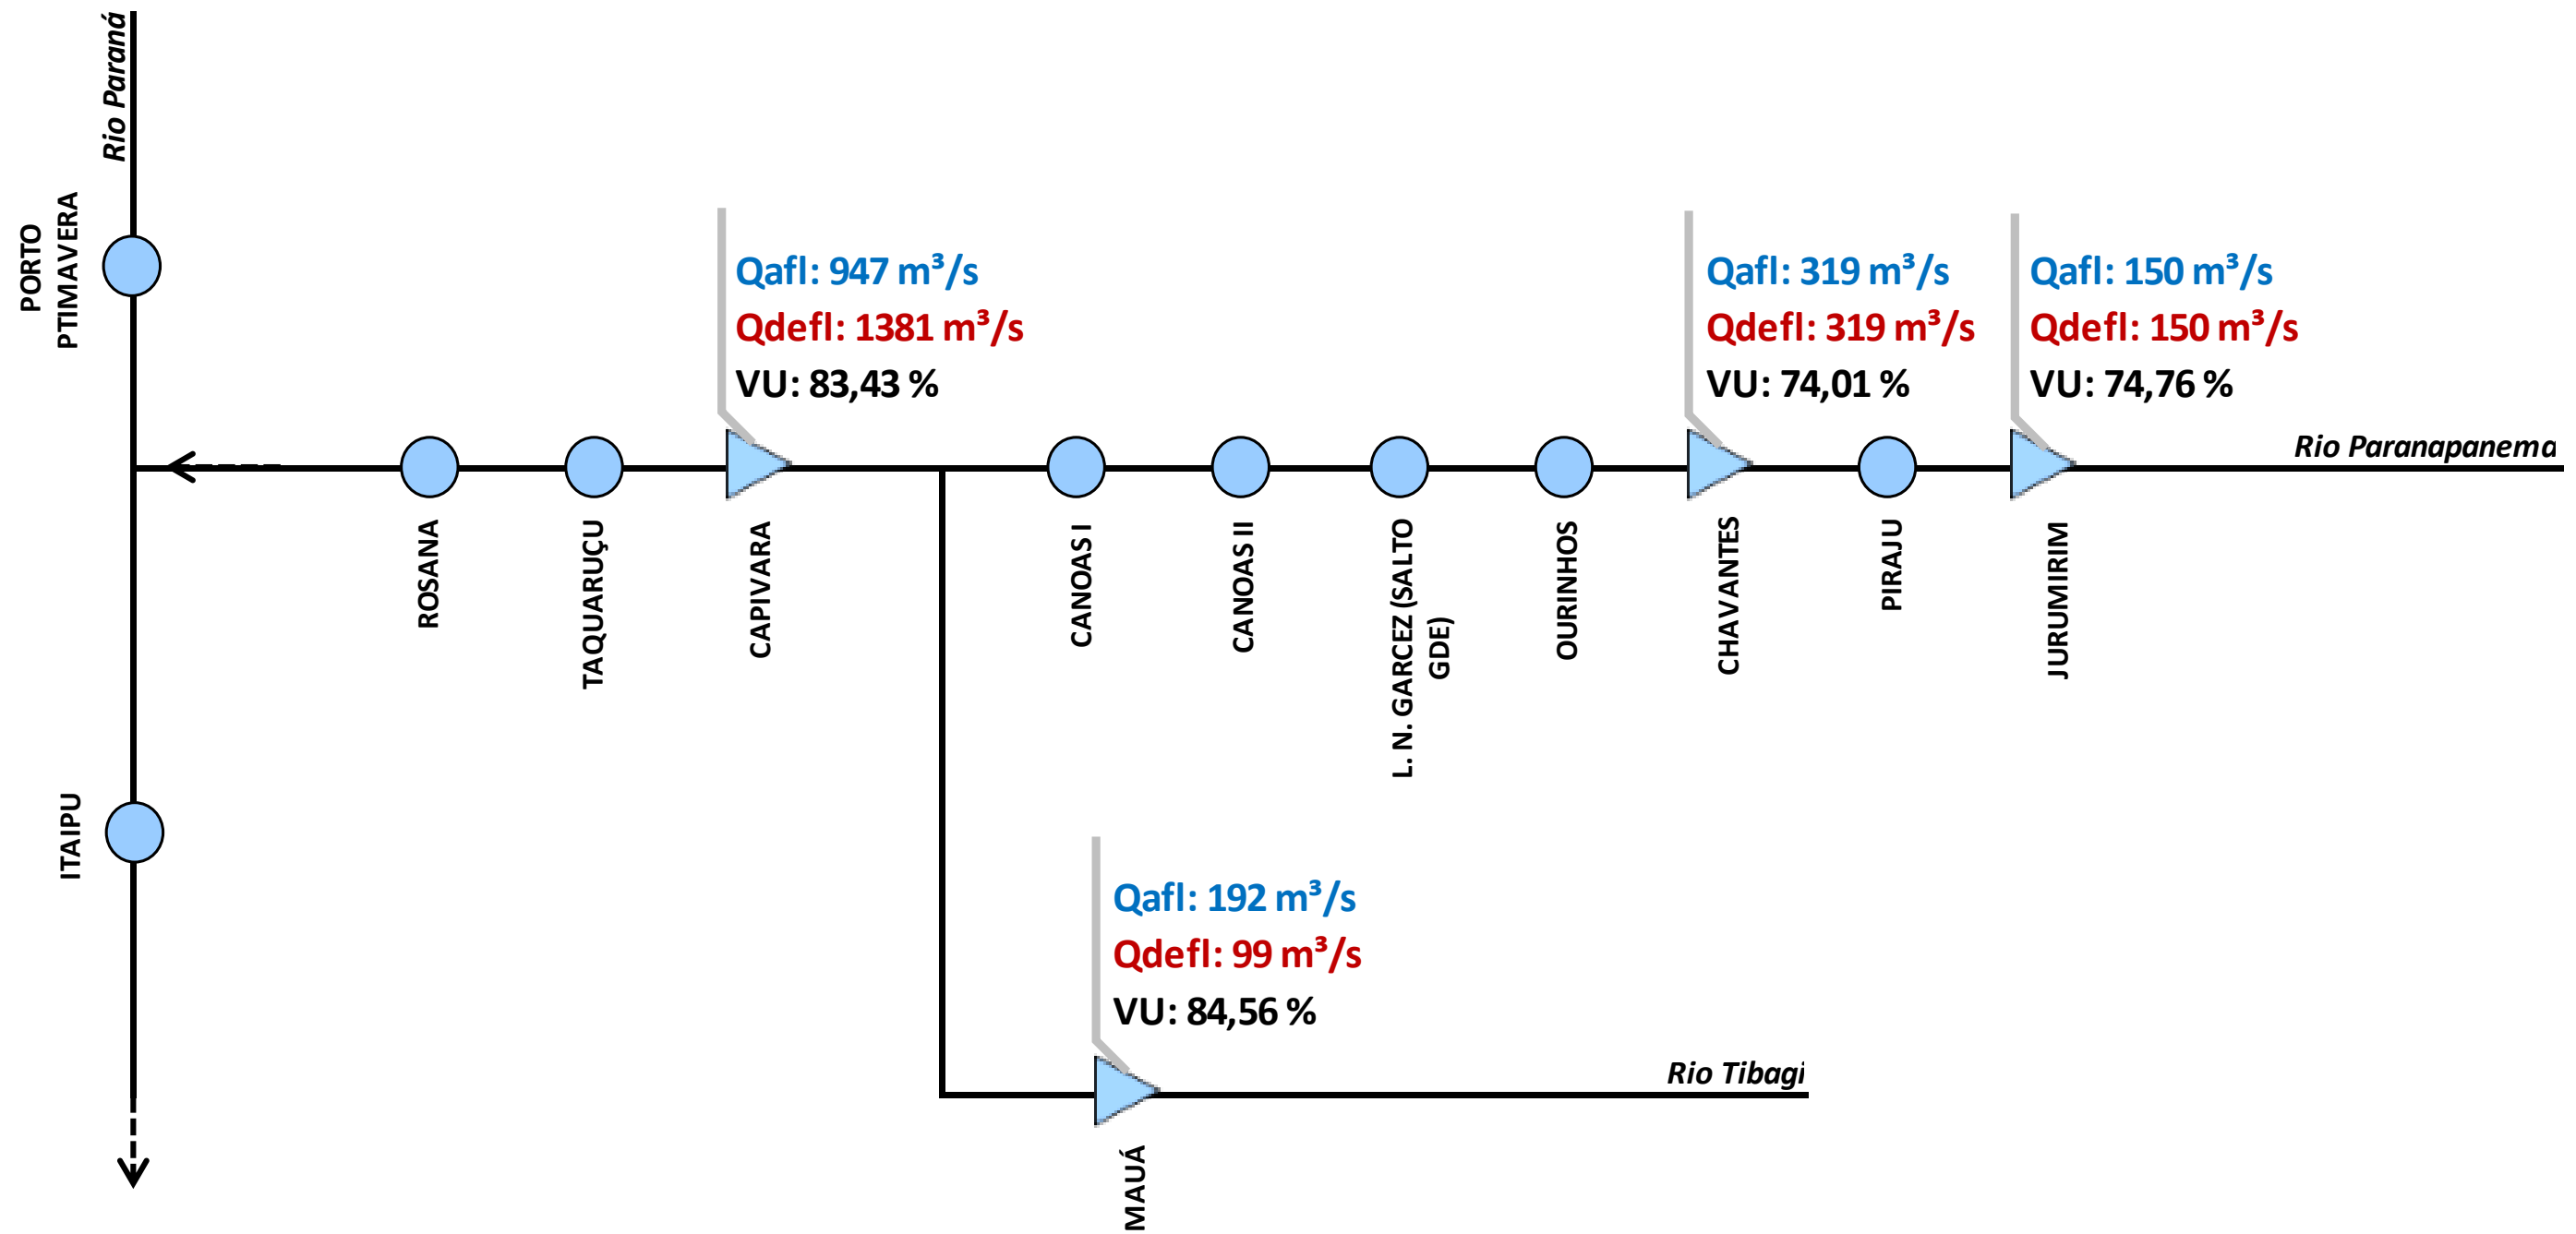 Rio Paraná
PORTO
PTIMAVERA
Qafl: 947 m³/s
Qdefl: 1381 m³/s
VU: 83,43 %
Qafl: 319 m³/s
Qdefl: 319 m³/s
VU: 74,01 %
Qafl: 150 m³/s
Qdefl: 150 m³/s
VU: 74,76 %
Rio Paranapanema
ROSANA
TAQUARUÇU
CAPIVARA
CANOAS I
CANOAS II
L. N. GARCEZ (SALTO
GDE)
OURINHOS
CHAVANTES
PIRAJU
JURUMIRIM
ITAIPU
Qafl: 192 m³/s
Qdefl: 99 m³/s
VU: 84,56 %
Rio Tibagi
MAUÁ